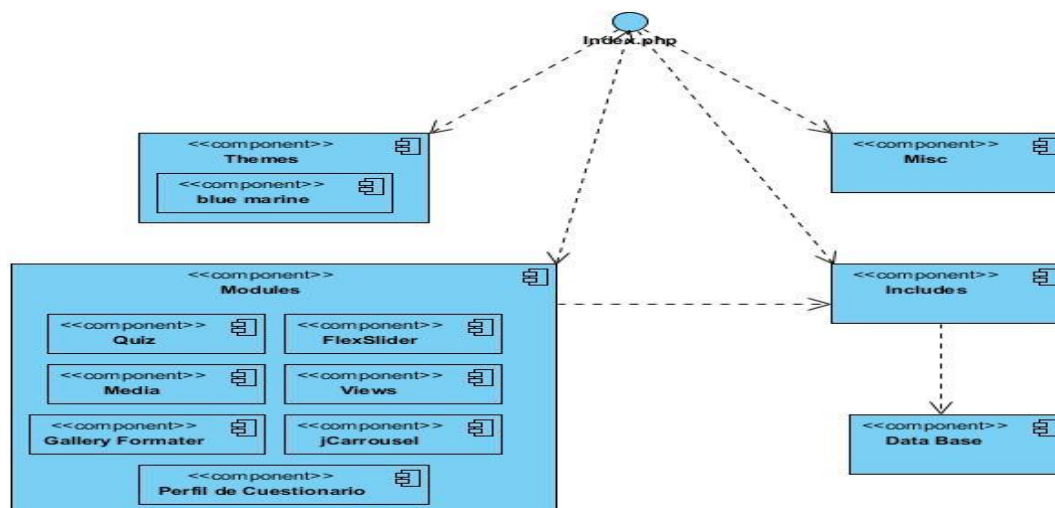 Index.php
<<component>>
Themes
<<component>>
blue marine
<<component>>
Misc
<<component>>
Modules
<<component>>
Quiz
<<component>>
FlexSlider
<<component>>
Media
<<component>>
Views
<<component>>
Gallery Formater
<<component>>
jCarrousel
<<component>>
Perfil de Cuestionario
<<component>>
Includes
<<component>>
Data Base